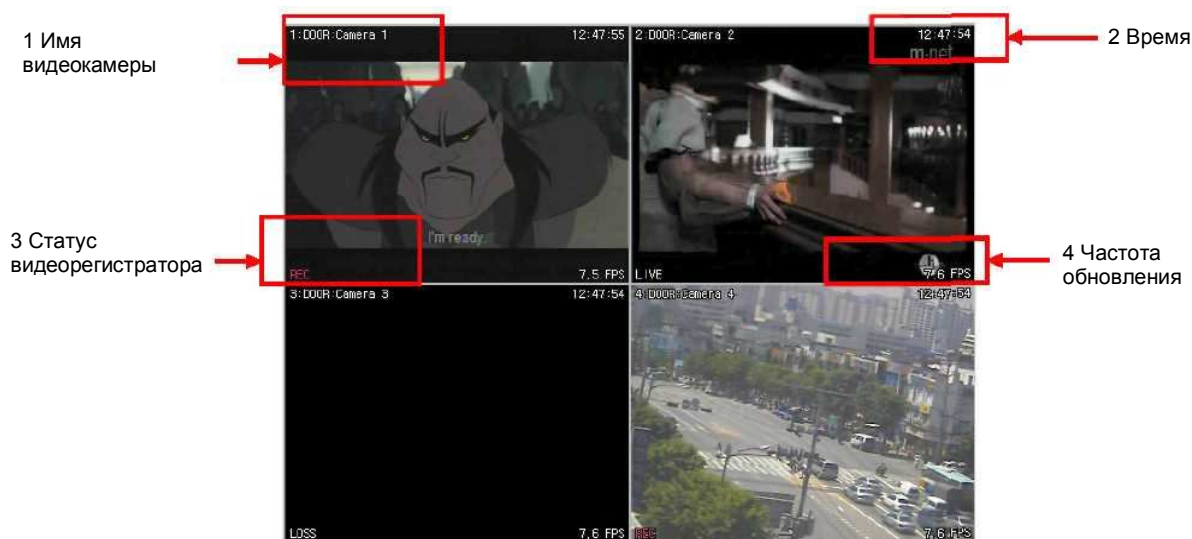 1 Имя
видеокамеры
1:DOOR:Camera 1
12:47:55
2:DOOR:Camera 2
12:47:54
m.net
2 Время
I'm ready.
3 Статус
видеорегистратора
REC
7.5 FPS
LIVE
7.6 FPS
4 Частота
обновления
3:DOOR:Camera 3
12:47:54
4:DOOR:Camera 4
12:47:54
LOSS
7.6 FPS
REC
7.6 FPS